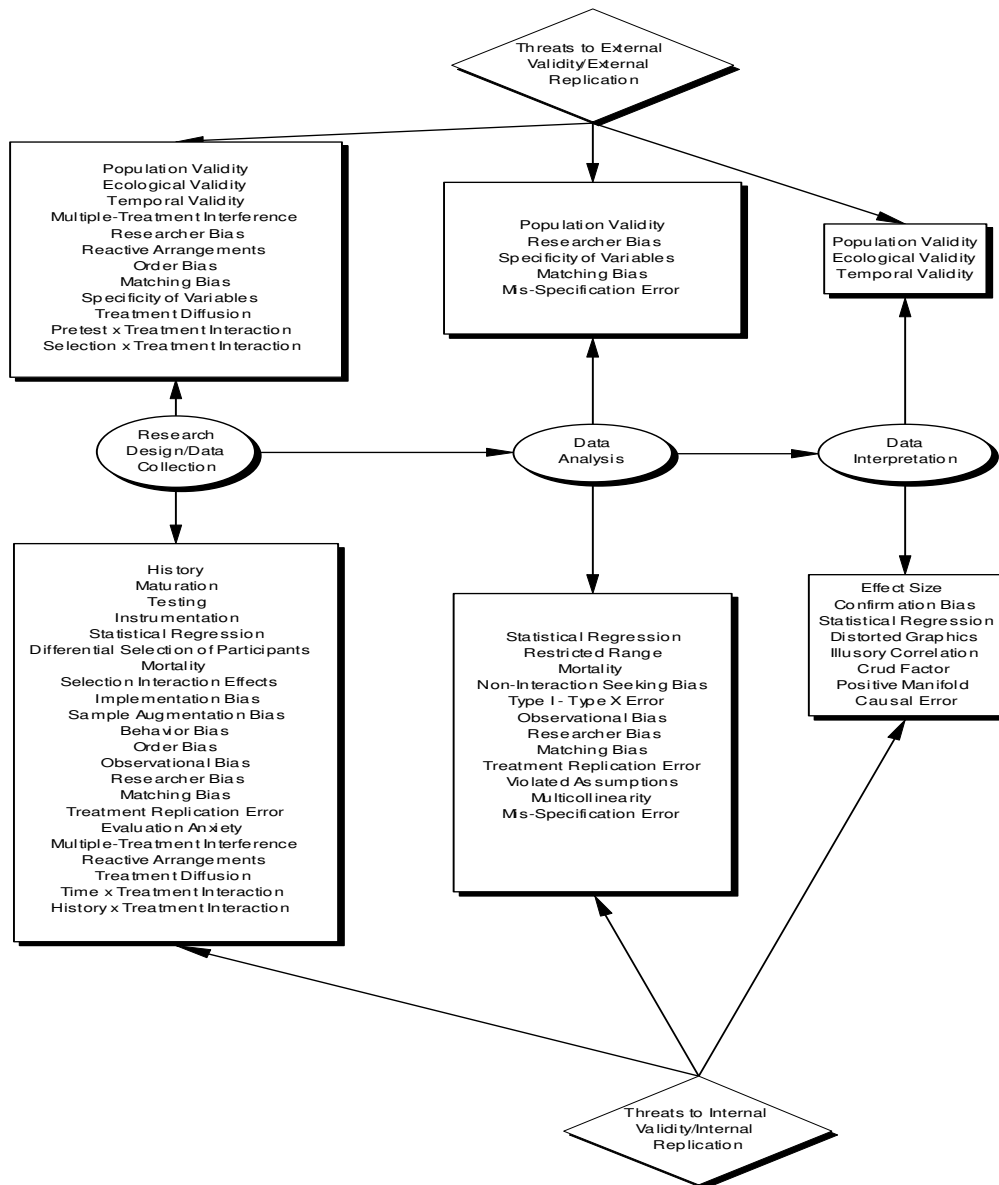 Threats to External
Validity/External
Replication
Population Validity
Ecological Validity
Temporal Validity
Multiple-Treatment Interference
Researcher Bias
Reactive Arrangements
Order Bias
Matching Bias
Specificity of Variables
Treatment Diffusion
Pretest x Treatment Interaction
Selection x Treatment Interaction
Population Validity
Researcher Bias
Specificity of Variables
Matching Bias
Mis-Specification Error
Population Validity
Ecological Validity
Temporal Validity
Research
Design/Data
Collection
Data
Analysis
Data
Interpretation
History
Maturation
Testing
Instrumentation
Statistical Regression
Differential Selection of Participants
Mortality
Selection Interaction Effects
Implementation Bias
Sample Augmentation Bias
Behavior Bias
Order Bias
Observational Bias
Researcher Bias
Matching Bias
Treatment Replication Error
Evaluation Anxiety
Multiple-Treatment Interference
Reactive Arrangements
Treatment Diffusion
Time x Treatment Interaction
History x Treatment Interaction
Statistical Regression
Restricted Range
Mortality
Non-Interaction Seeking Bias
Type I - Type X Error
Observational Bias
Researcher Bias
Matching Bias
Treatment Replication Error
Violated Assumptions
Multicollinearity
Mis-Specification Error
Effect Size
Confirmation Bias
Statistical Regression
Distorted Graphics
Illusory Correlation
Crud Factor
Positive Manifold
Causal Error
Threats to Internal
Validity/Internal
Replication